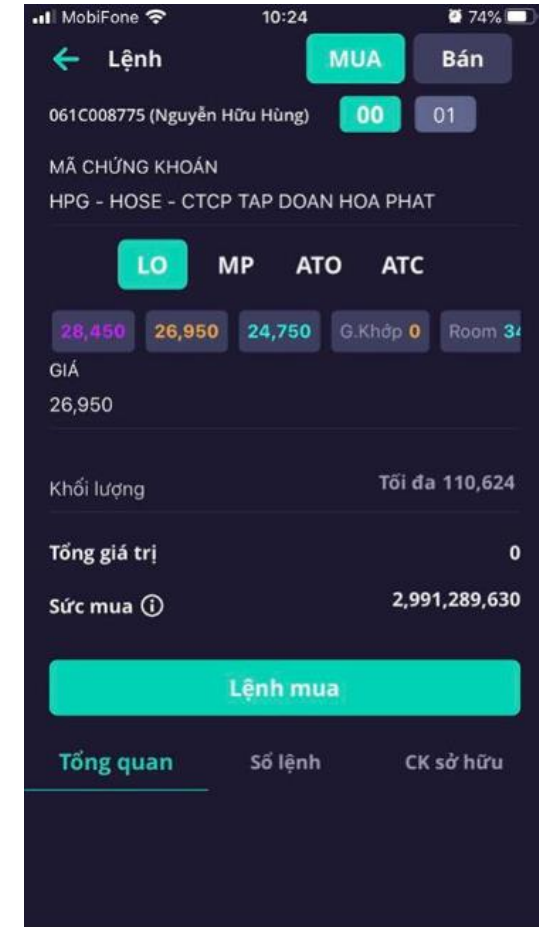 MobiFone 10:24 74%
Lệnh MUA Bán
061C008775 (Nguyễn Hữu Hùng) 00 01
MÃ CHỨNG KHOÁN
HPG - HOSE - CTCP TAP DOAN HOA PHAT
LO MP ATO ATC
28,450 26,950 24,750 G.Khớp 0 Room 34
GIÁ
26,950
Khối lượng Tối đa 110,624
Tổng giá trị 0
Sức mua 2,991,289,630
Lệnh mua
Tổng quan Sổ lệnh CK sở hữu